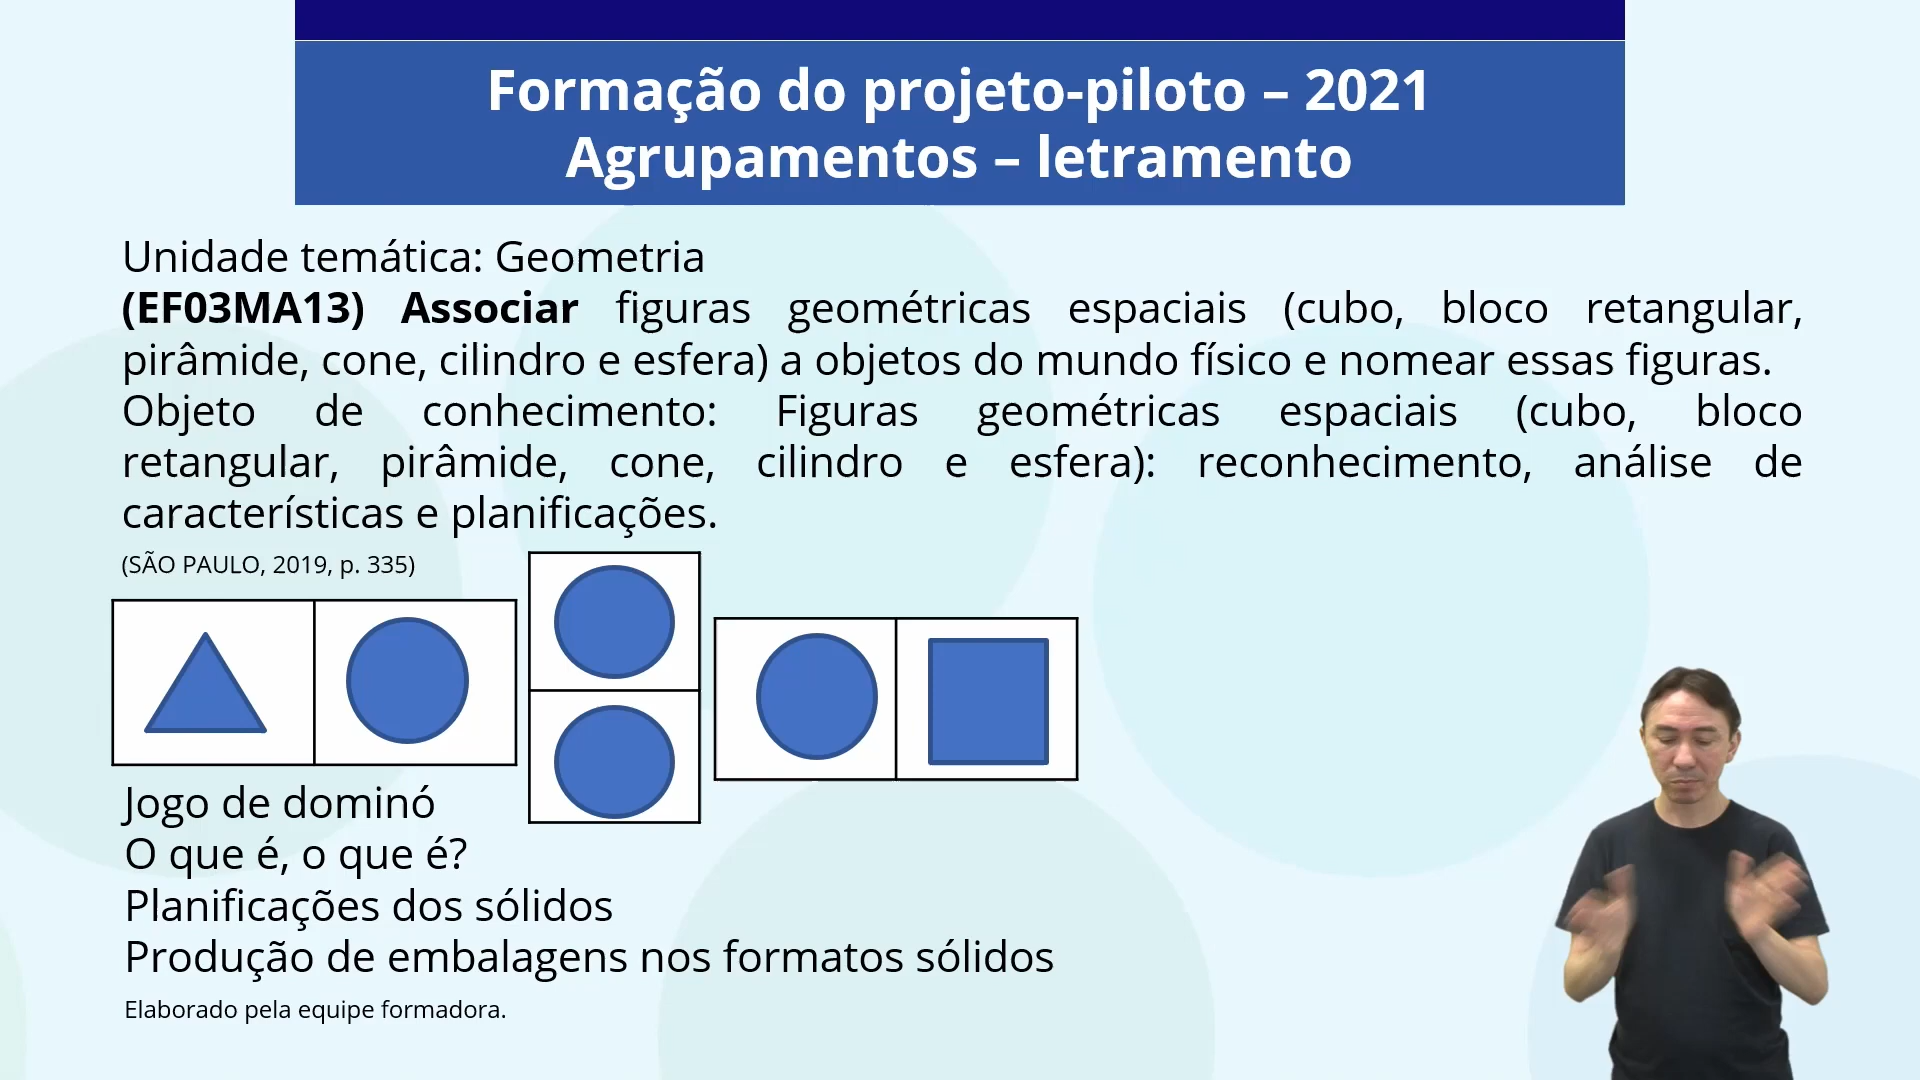 Formação do projeto-piloto – 2021
Agrupamentos – letramento
Unidade temática: Geometria
(EF03MA13) Associar figuras geométricas espaciais (cubo, bloco retangular,
pirâmide, cone, cilindro e esfera) a objetos do mundo físico e nomear essas figuras.
Objeto de conhecimento: Figuras geométricas espaciais (cubo, bloco
retangular, pirâmide, cone, cilindro e esfera): reconhecimento, análise de
características e planificações.
(SÃO PAULO, 2019, p. 335)
Jogo de dominó
O que é, o que é?
Planificações dos sólidos
Produção de embalagens nos formatos sólidos
Elaborado pela equipe formadora.